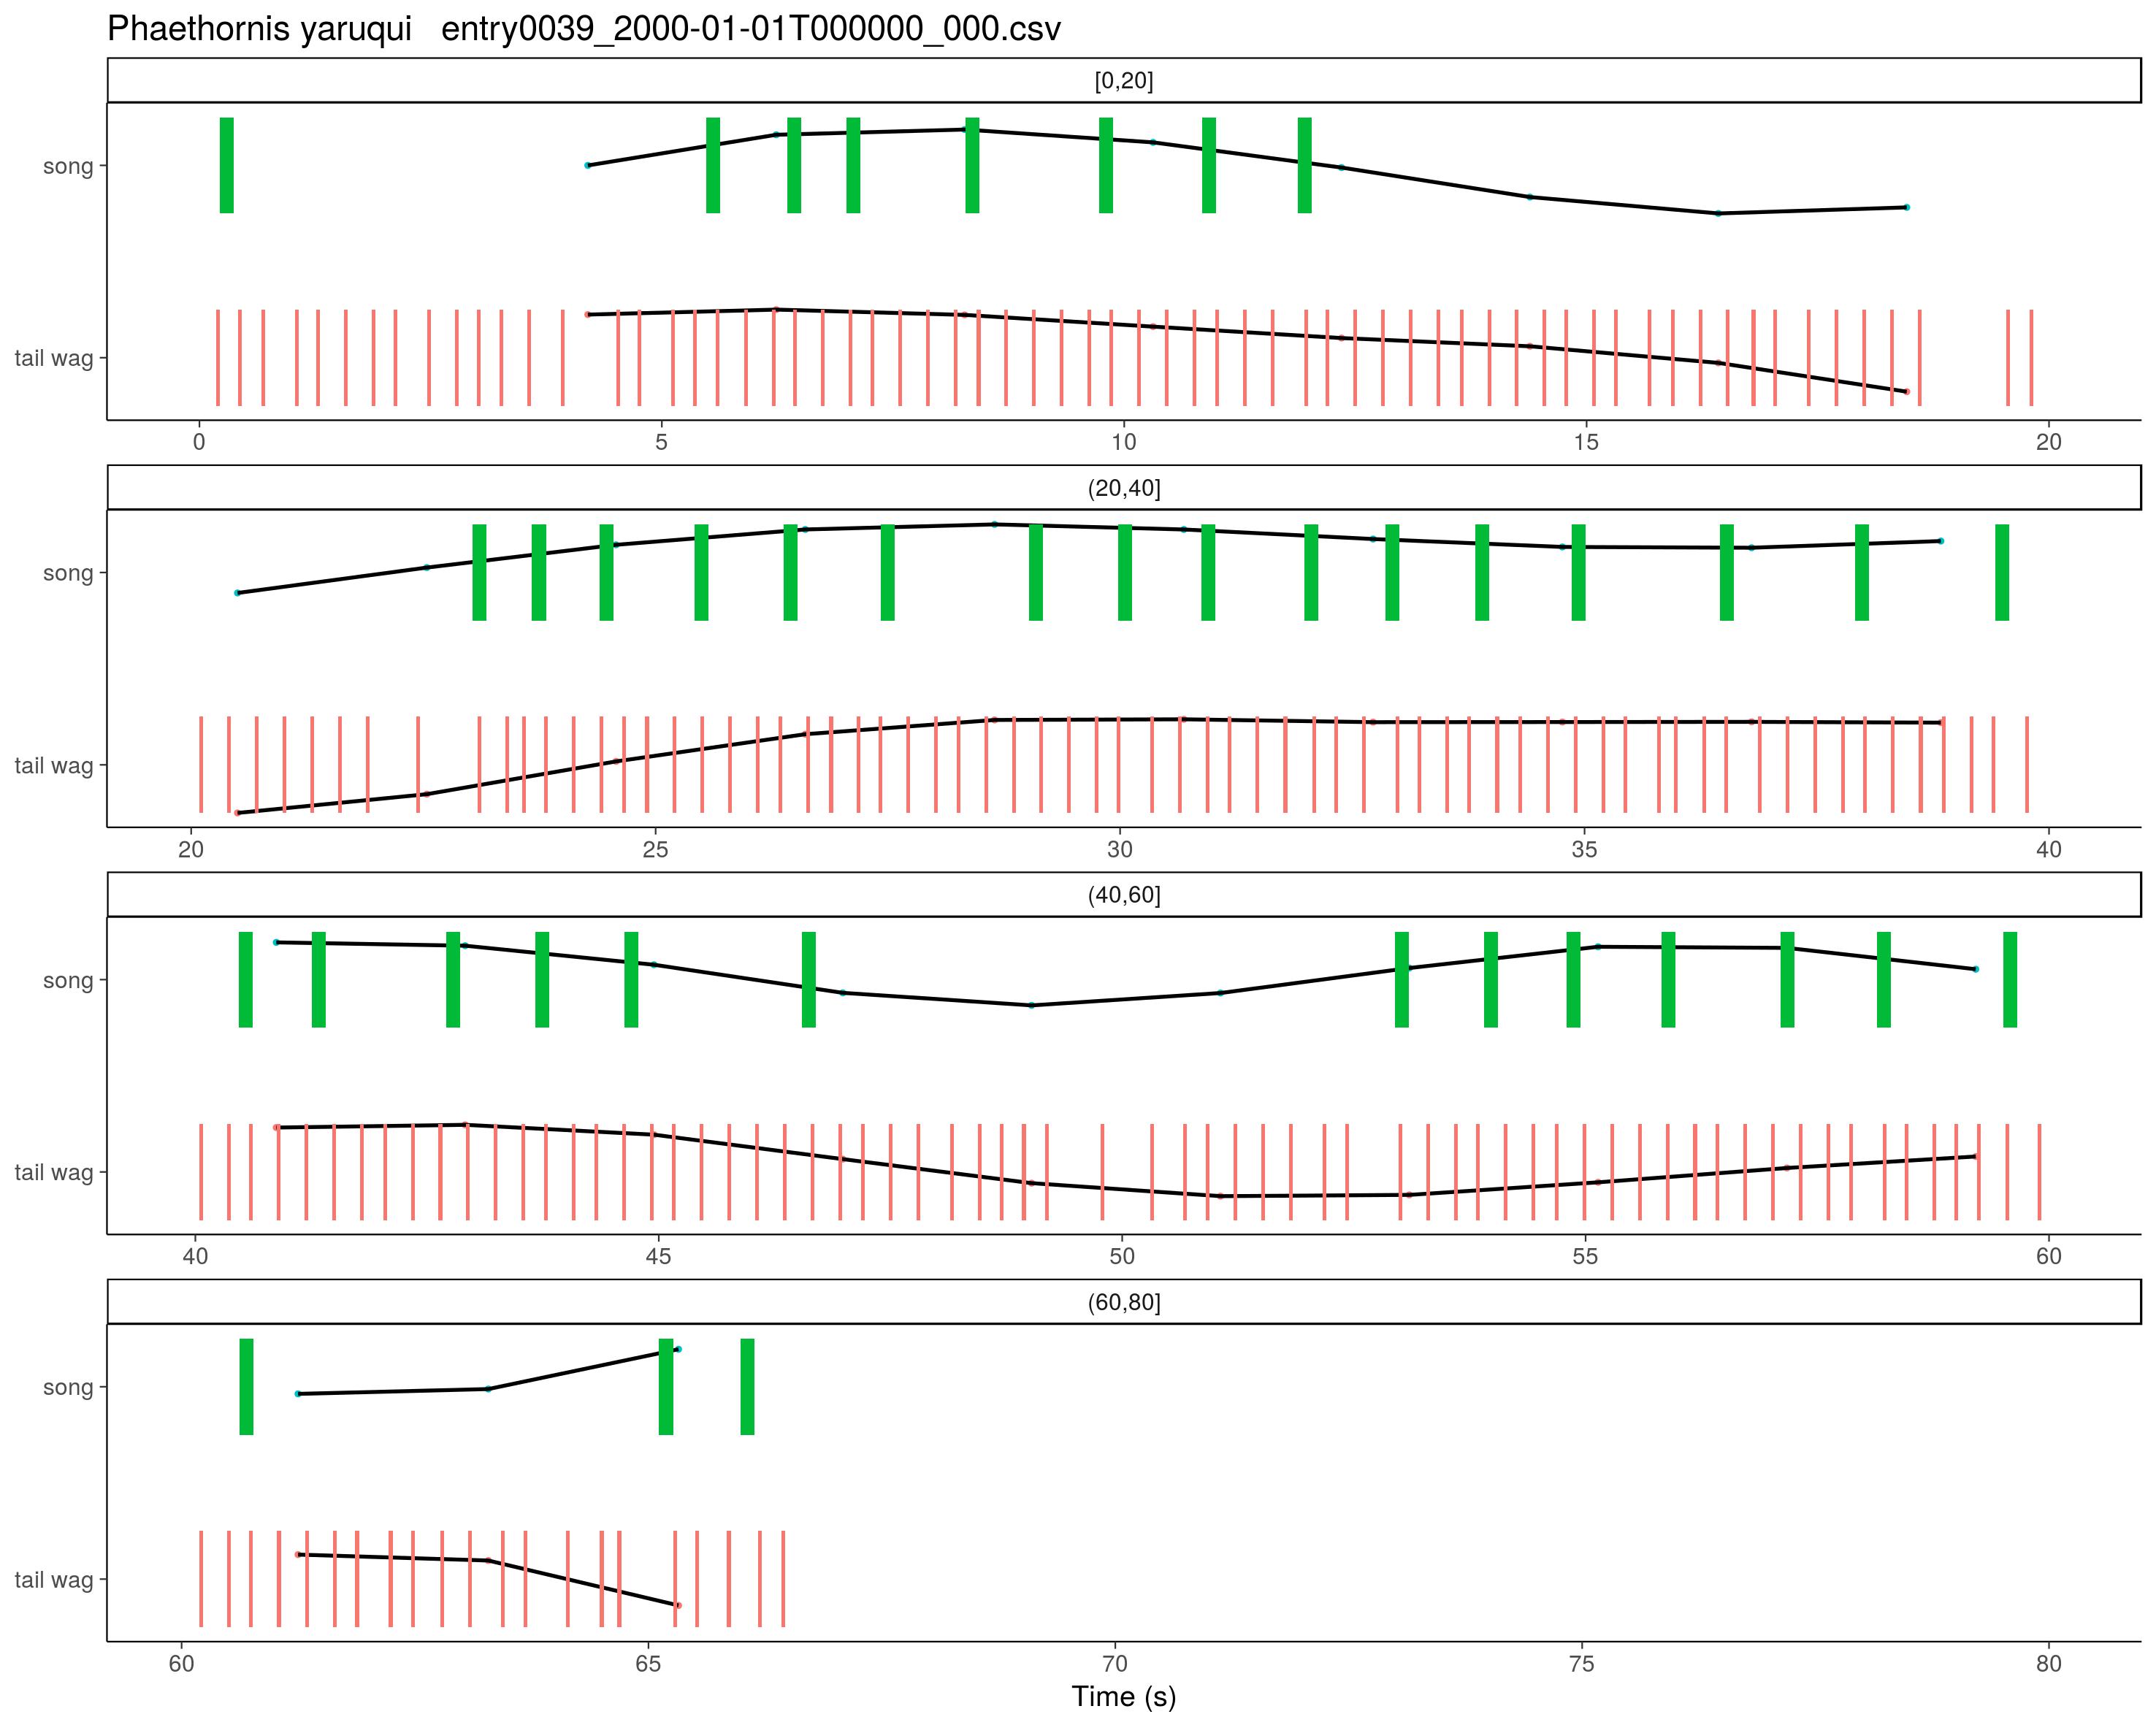 Phaethornis yaruqui entry0039_2000-01-01T000000_000.csv
[0,20]
song
tail wag
0 5 10 15 20
(20,40]
song
tail wag
20 25 30 35 40
(40,60]
song
tail wag
40 45 50 55 60
(60,80]
song
tail wag
60 65 70 75 80
Time (s)